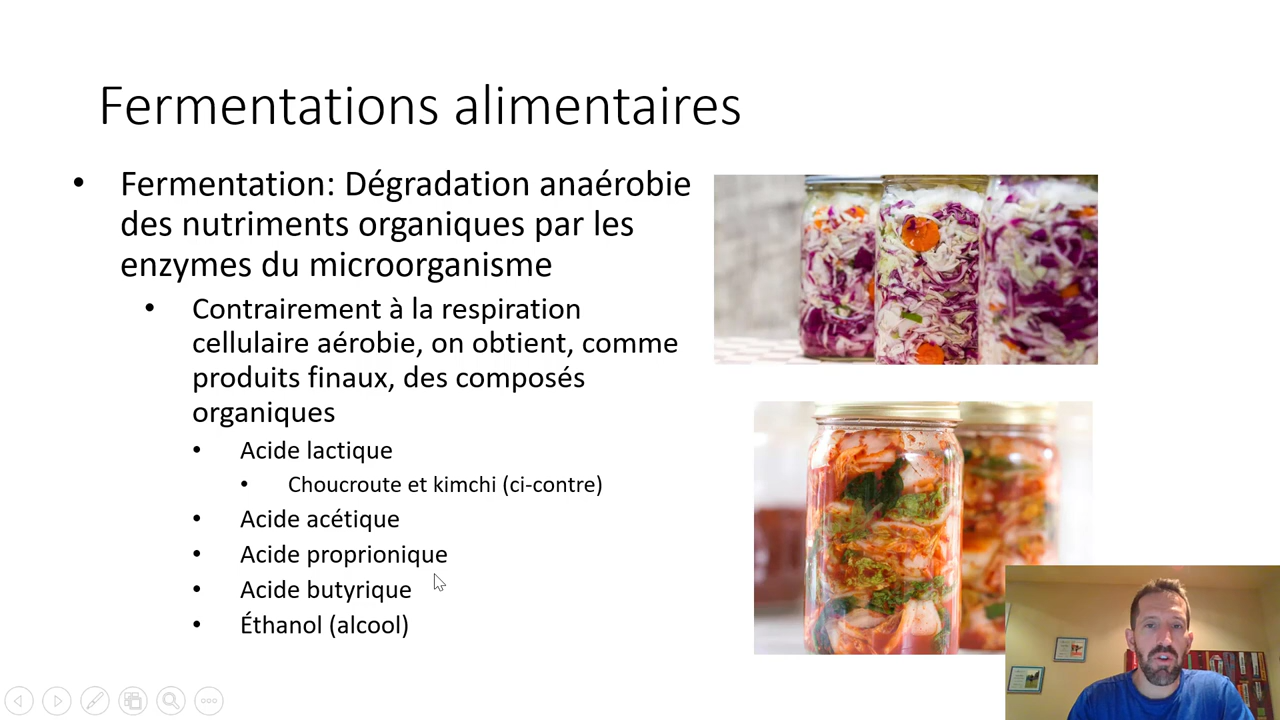 Fermentations alimentaires
• Fermentation: Dégradation anaérobie
des nutriments organiques par les
enzymes du microorganisme
• Contrairement à la respiration
cellulaire aérobie, on obtient, comme
produits finaux, des composés
organiques
• Acide lactique
• Choucroute et kimchi (ci-contre)
• Acide acétique
• Acide proprionique
• Acide butyrique
• Éthanol (alcool)